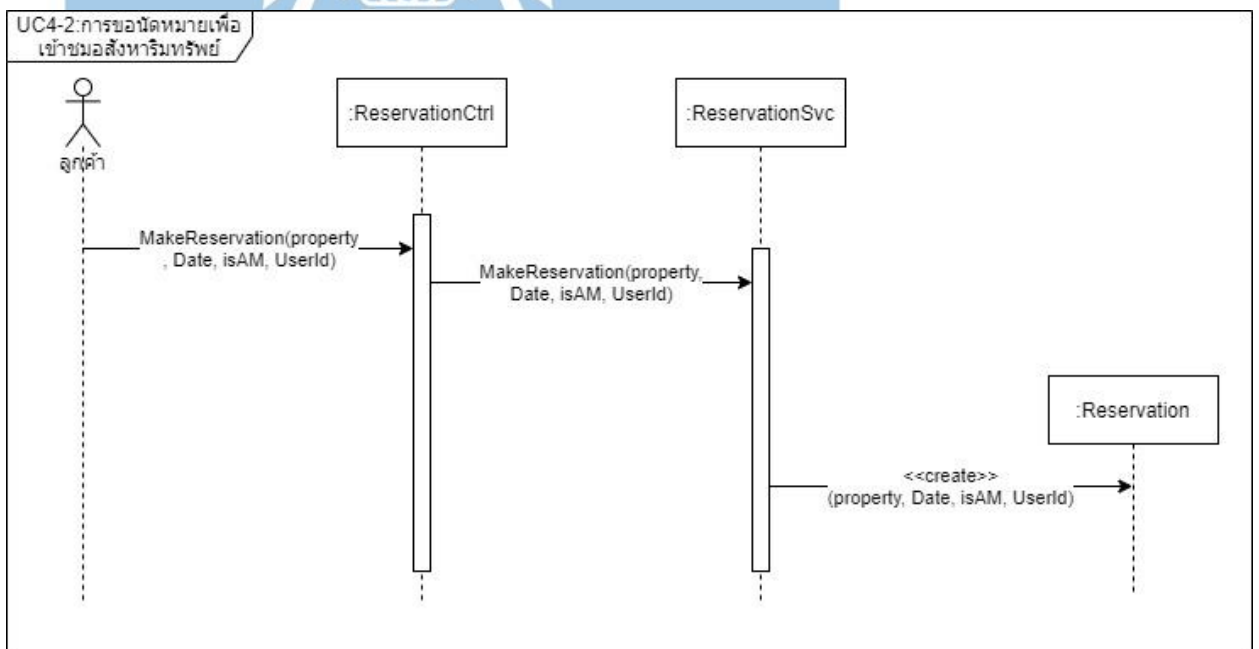 UC4-2:การขอนัดหมายเพื่อ
เข้าชมอสังหาริมทรัพย์
ลูกค้า
:ReservationCtrl
:ReservationSvc
MakeReservation(property
, Date, isAM, UserId)
MakeReservation(property,
Date, isAM, UserId)
:Reservation
<<create>>
(property, Date, isAM, UserId)